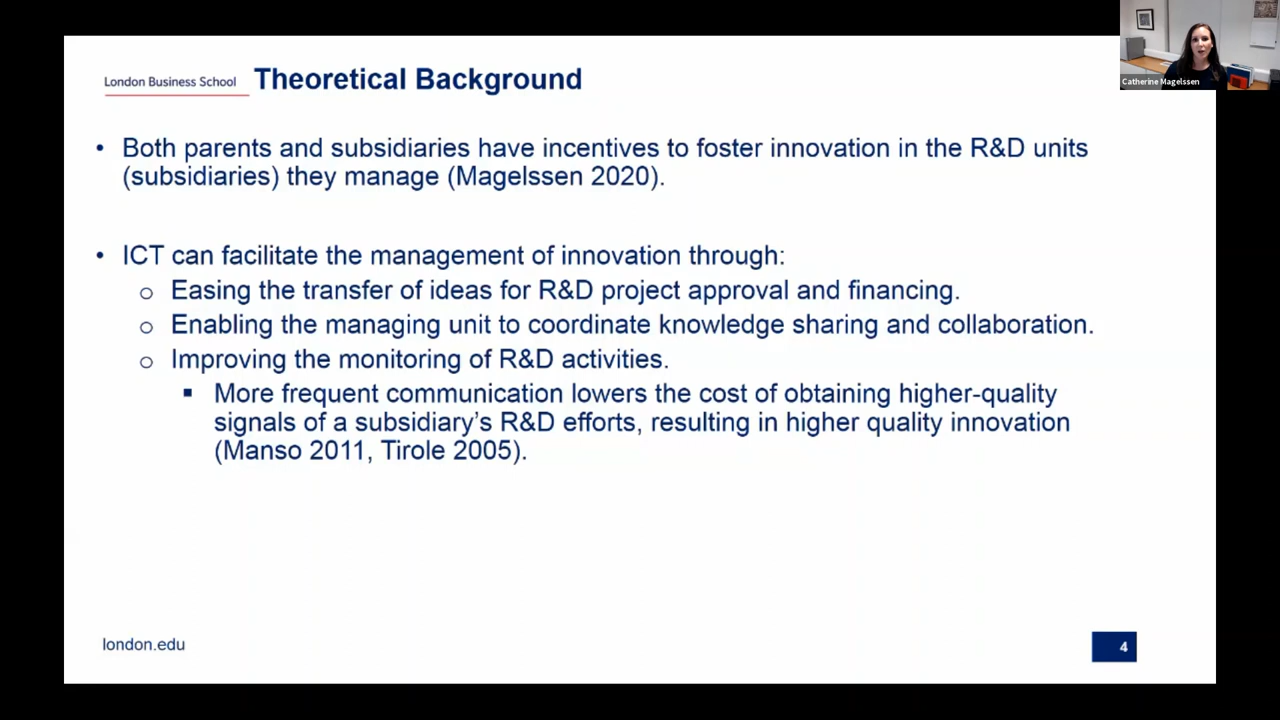 Catherine Magelssen
London Business School
Theoretical Background
• Both parents and subsidiaries have incentives to foster innovation in the R&D units
(subsidiaries) they manage (Magelssen 2020).
• ICT can facilitate the management of innovation through:
o Easing the transfer of ideas for R&D project approval and financing.
o Enabling the managing unit to coordinate knowledge sharing and collaboration.
o Improving the monitoring of R&D activities.
▪ More frequent communication lowers the cost of obtaining higher-quality
signals of a subsidiary’s R&D efforts, resulting in higher quality innovation
(Manso 2011, Tirole 2005).
london.edu
4